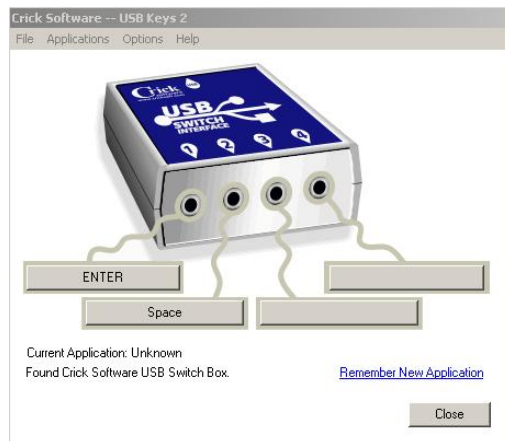 Crick Software -- USB Keys 2
File Applications Options Help
Crick
USB
SWITCH
INTERFACE
1 2 3 4
ENTER
Space
Current Application: Unknown
Found Crick Software USB Switch Box.
Remember New Application
Close